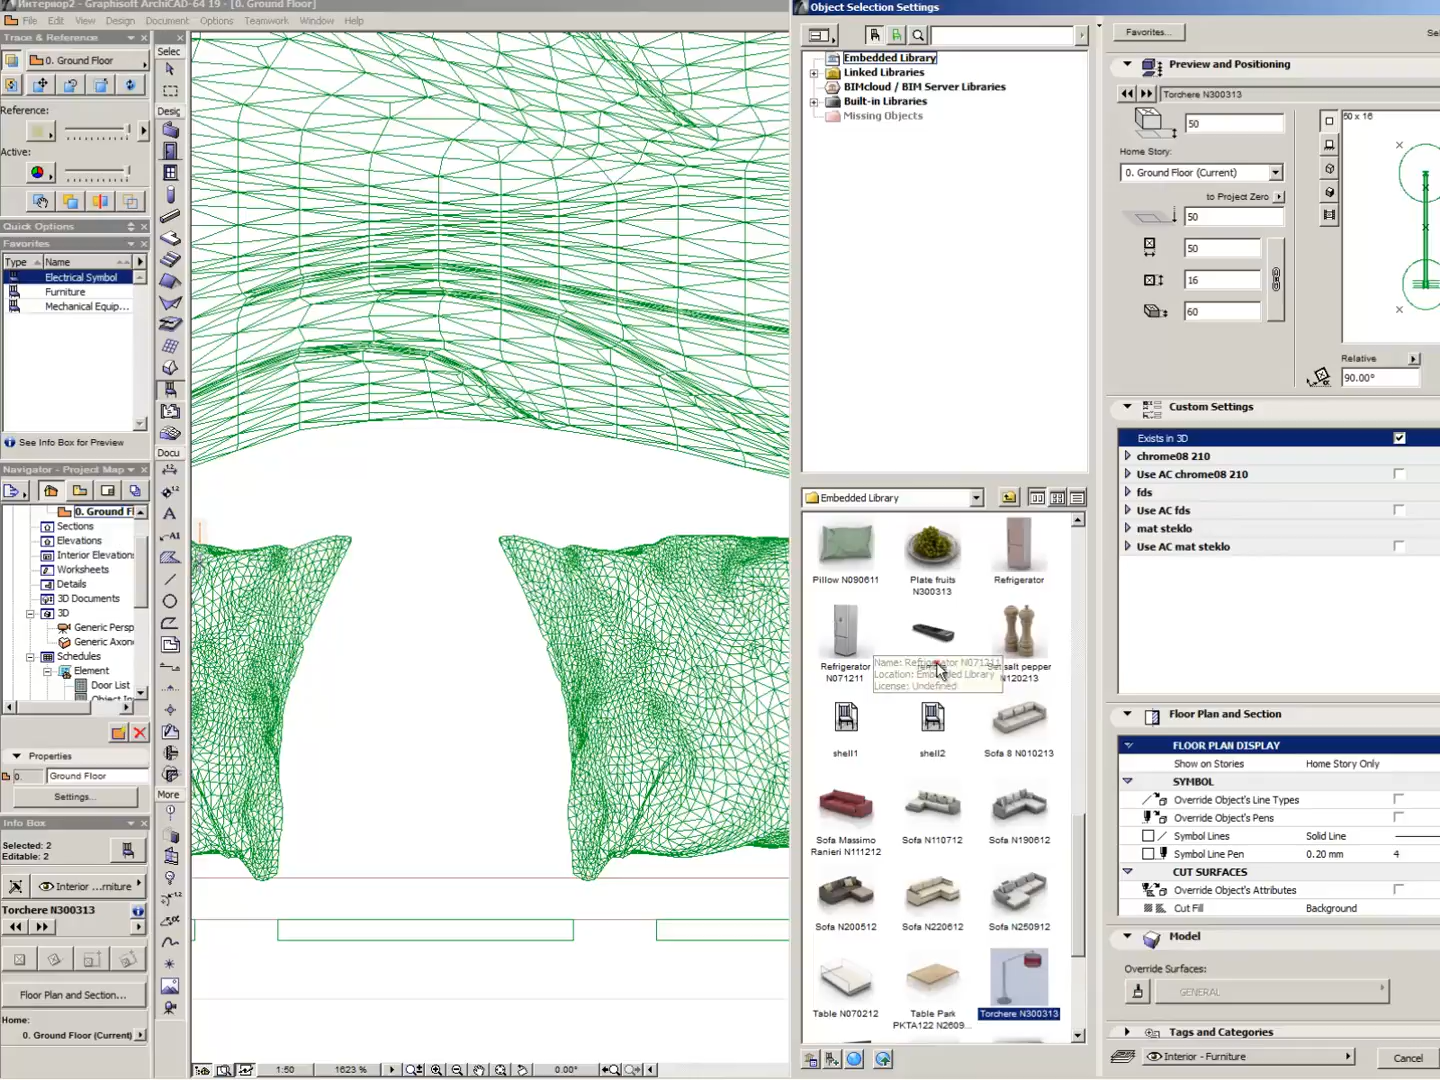 Интерьер2 - Graphisoft ArchiCAD-64 19 - [0. Ground Floor]
File Edit View Design Document Options Teamwork Window Help
Trace & Reference
0. Ground Floor
Reference:
Active:
Quick Options
Favorites
Type Name
Electrical Symbol
Furniture
Mechanical Equip...
See Info Box for Preview
Navigator - Project Map
0. Ground Fl
Sections
Elevations
Interior Elevation
Worksheets
Details
3D Documents
3D
Generic Persp
Generic Axon
Schedules
Element
Door List
Properties
0. Ground Floor
Settings...
Info Box
Selected: 2
Editable: 2
Interior ...rniture
Torchere N300313
Floor Plan and Section...
Home:
0. Ground Floor (Current)
Selec
Desig
Docu
More
1:50 1623 % 0.00°
Object Selection Settings
Embedded Library
Linked Libraries
BIMcloud / BIM Server Libraries
Built-in Libraries
Missing Objects
Embedded Library
Pillow N090611
Plate fruits N300313
Refrigerator
Refrigerator N071211
Name: Refrigerator N071211
Location: Embedded Library
License: Undefined
salt pepper N120213
shell1
shell2
Sofa 8 N010213
Sofa Massimo Ranieri N111212
Sofa N110712
Sofa N190612
Sofa N200512
Sofa N220612
Sofa N250912
Table N070212
Table Park PKTA122 N2609...
Torchere N300313
Favorites...
Preview and Positioning
Torchere N300313
50
Home Story:
0. Ground Floor (Current)
to Project Zero
50
50
16
60
60 x 16
Relative
90.00°
Custom Settings
Exists in 3D
chrome08 210
Use AC chrome08 210
fds
Use AC fds
mat steklo
Use AC mat steklo
Floor Plan and Section
FLOOR PLAN DISPLAY
Show on Stories Home Story Only
SYMBOL
Override Object's Line Types
Override Object's Pens
Symbol Lines Solid Line
Symbol Line Pen 0.20 mm 4
CUT SURFACES
Override Object's Attributes
Cut Fill Background
Model
Override Surfaces:
GENERAL
Tags and Categories
Interior - Furniture
Cancel